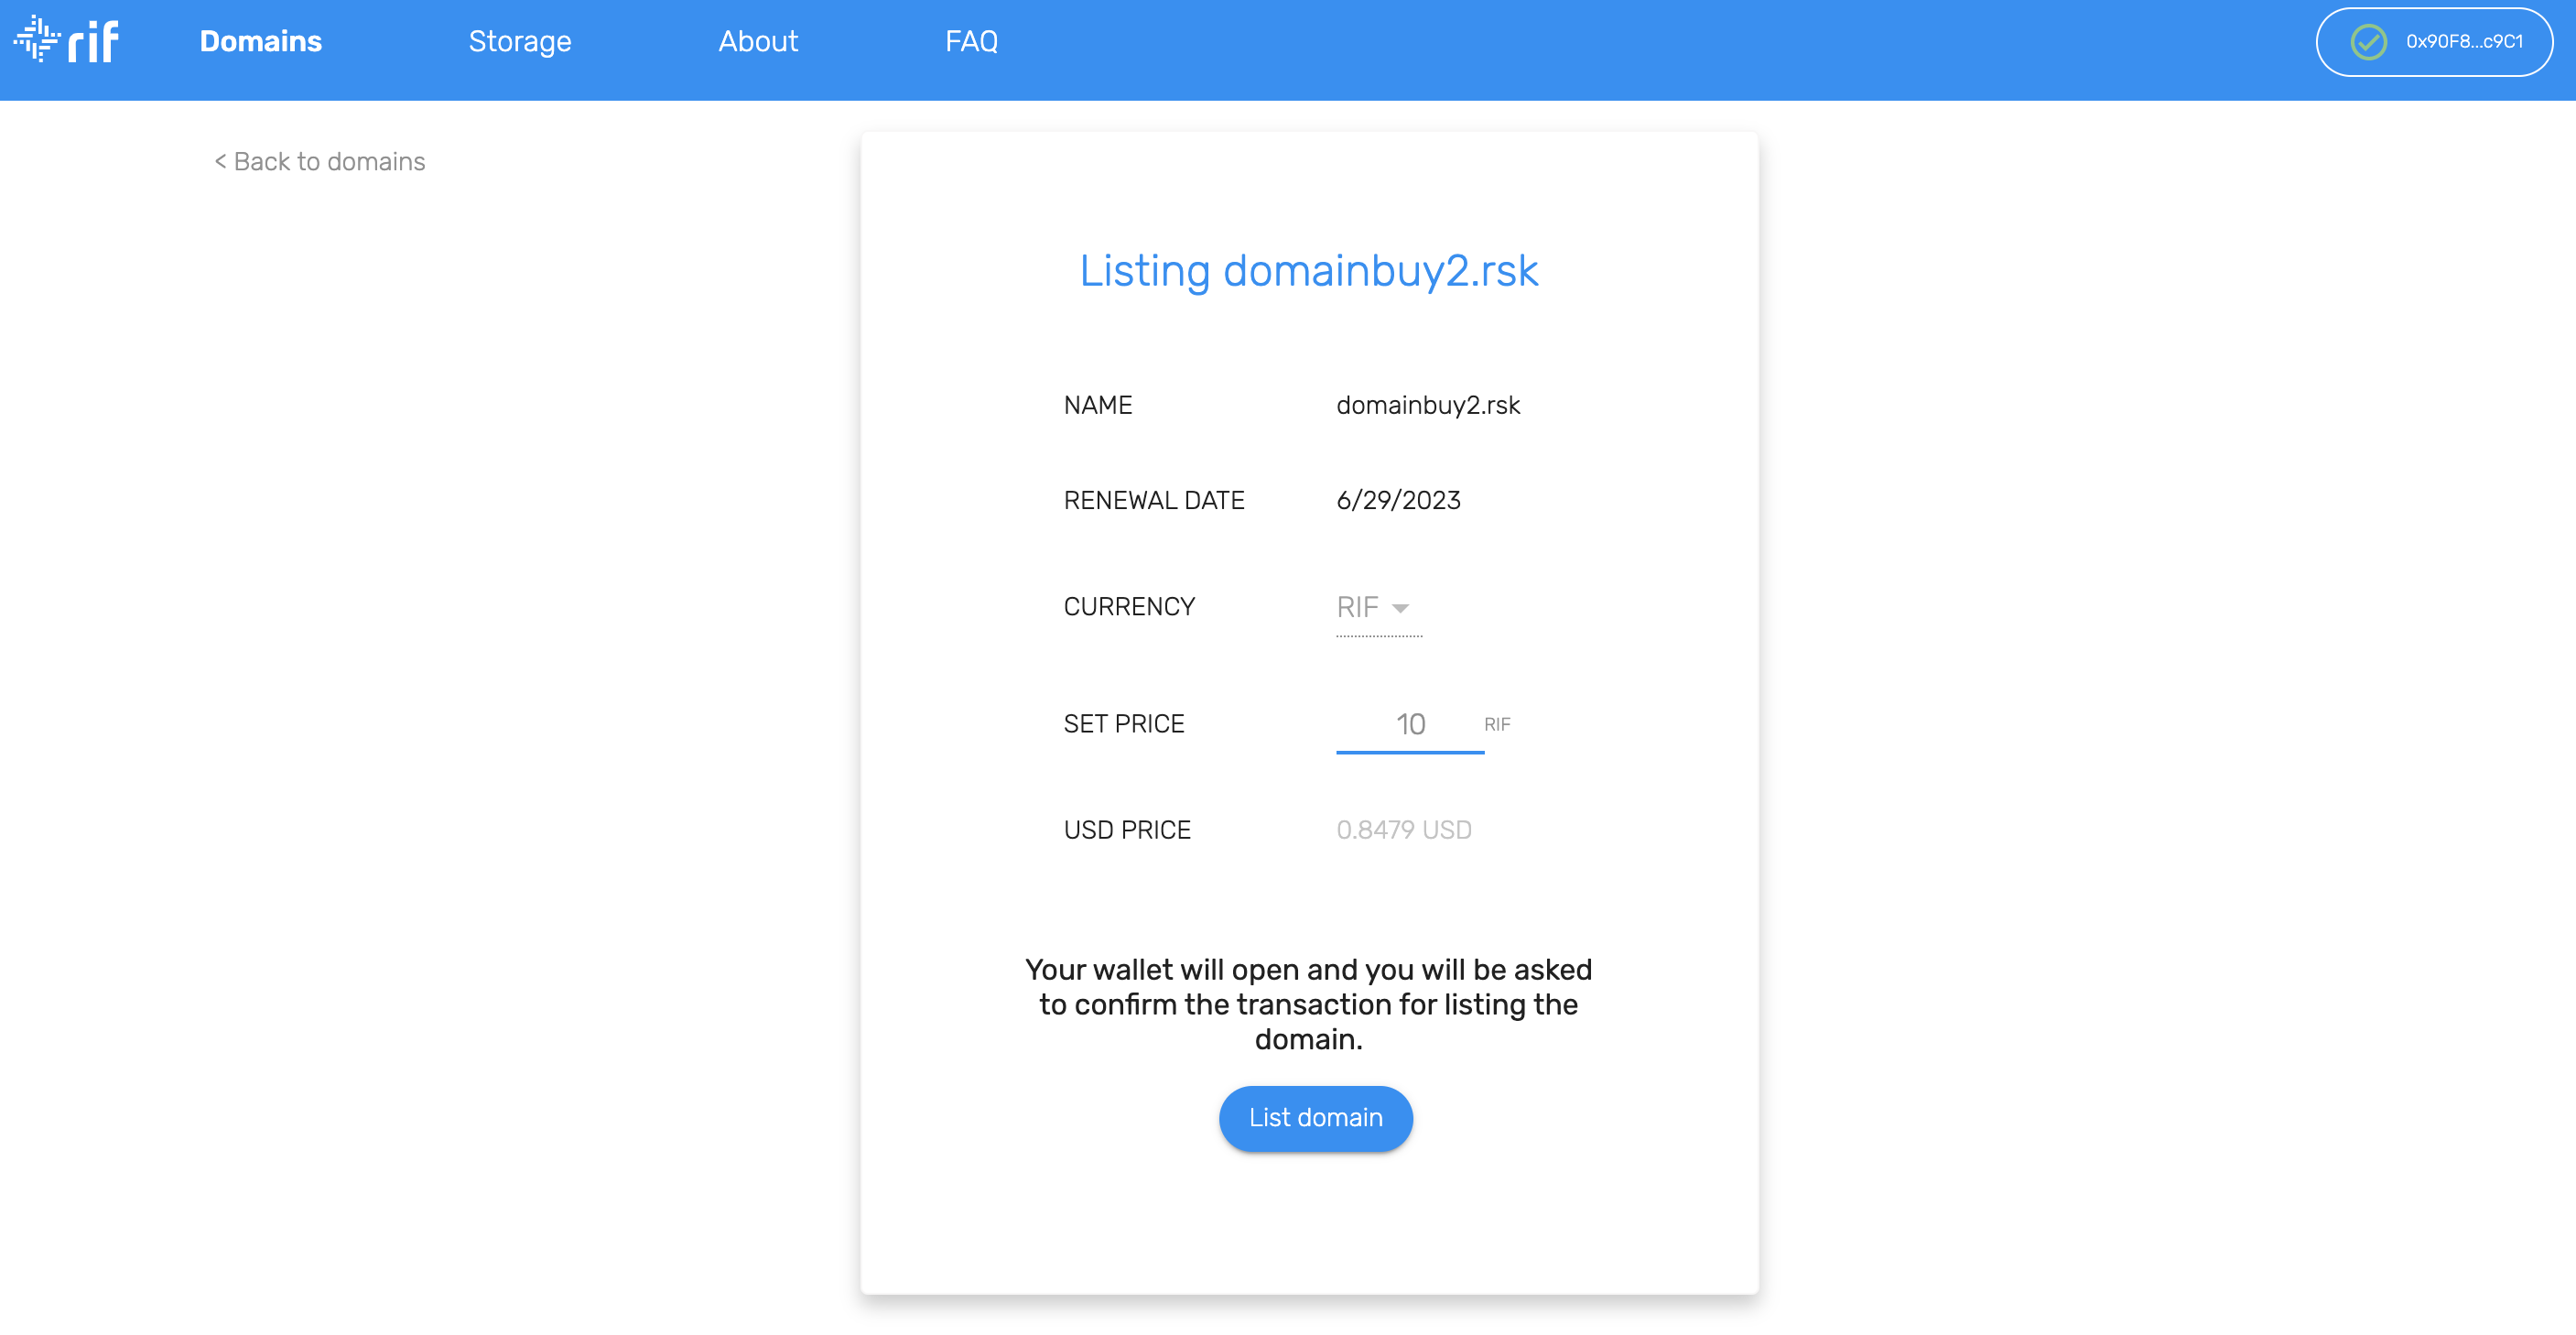 rif Domains Storage About FAQ 0x90F8...c9C1
< Back to domains
Listing domainbuy2.rsk
NAME domainbuy2.rsk
RENEWAL DATE 6/29/2023
CURRENCY RIF
SET PRICE 10 RIF
USD PRICE 0.8479 USD
Your wallet will open and you will be asked
to confirm the transaction for listing the
domain.
List domain